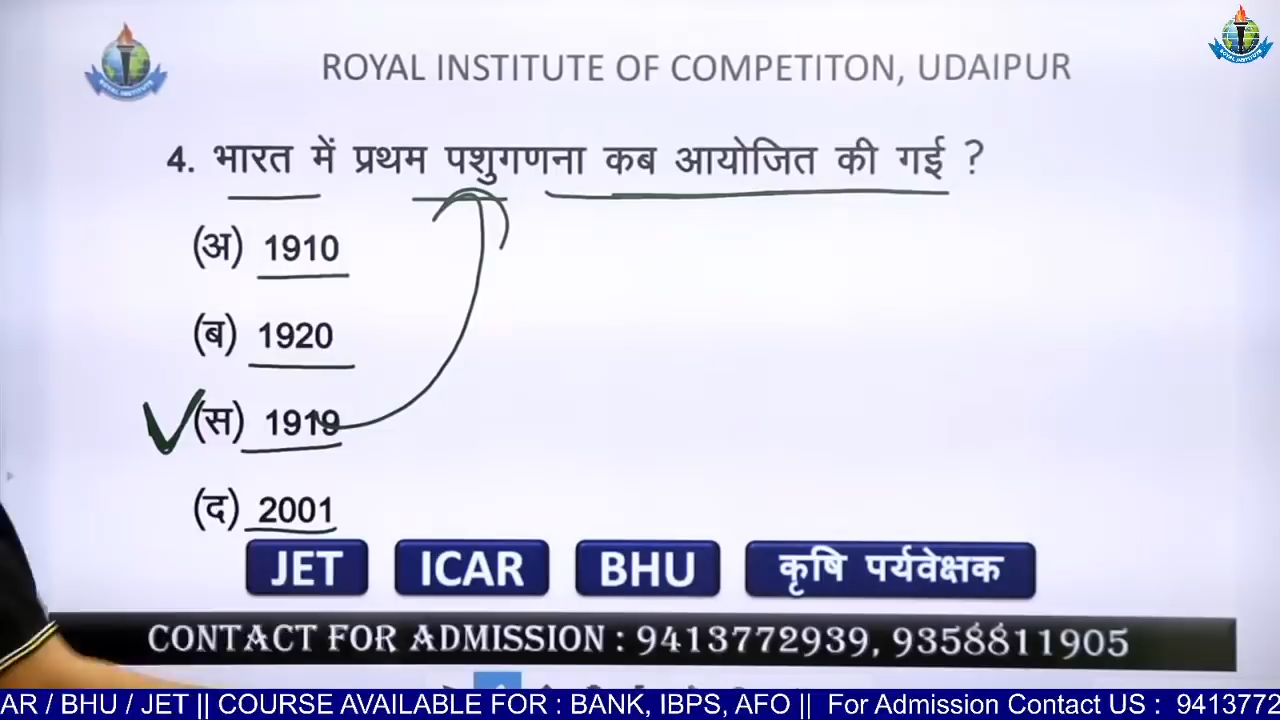 ROYAL INSTITUTE OF COMPETITON, UDAIPUR
4. भारत में प्रथम पशुगणना कब आयोजित की गई ?
(अ) 1910
(ब) 1920
(स) 1919
(द) 2001
JET ICAR BHU कृषि पर्यवेक्षक
CONTACT FOR ADMISSION : 9413772939, 9358811905
AR / BHU / JET || COURSE AVAILABLE FOR : BANK, IBPS, AFO || For Admission Contact US : 9413772